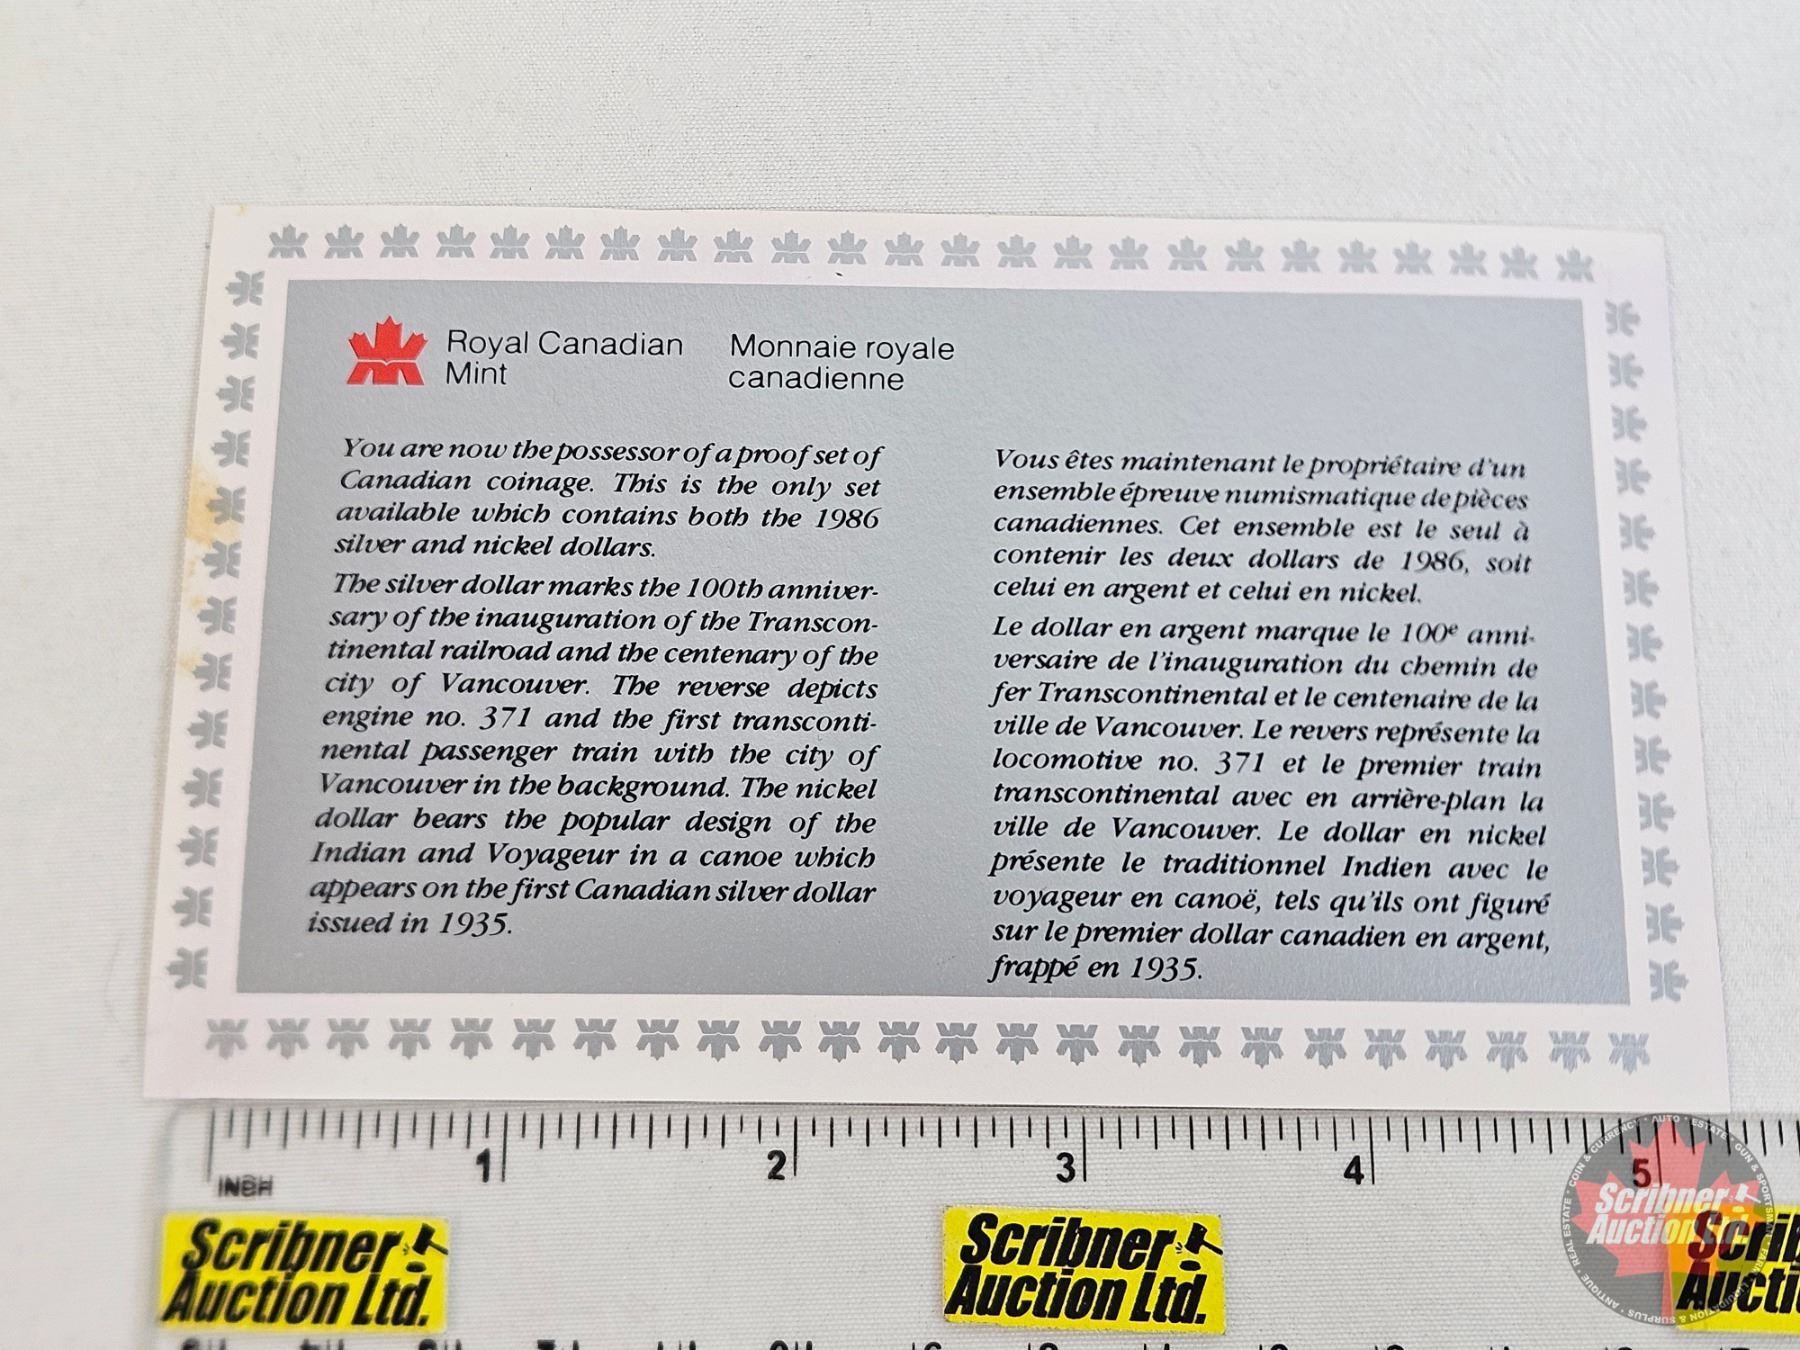 Royal Canadian
Mint
Monnaie royale
canadienne
You are now the possessor of a proof set of
Canadian coinage. This is the only set
available which contains both the 1986
silver and nickel dollars.
The silver dollar marks the 100th anniver-
sary of the inauguration of the Transcon-
tinental railroad and the centenary of the
city of Vancouver. The reverse depicts
engine no. 371 and the first transconti-
nental passenger train with the city of
Vancouver in the background. The nickel
dollar bears the popular design of the
Indian and Voyageur in a canoe which
appears on the first Canadian silver dollar
issued in 1935.
Vous êtes maintenant le propriétaire d'un
ensemble épreuve numismatique de pièces
canadiennes. Cet ensemble est le seul à
contenir les deux dollars de 1986, soit
celui en argent et celui en nickel.
Le dollar en argent marque le 100e anni-
versaire de l'inauguration du chemin de
fer Transcontinental et le centenaire de la
ville de Vancouver. Le revers représente la
locomotive no. 371 et le premier train
transcontinental avec en arrière-plan la
ville de Vancouver. Le dollar en nickel
présente le traditionnel Indien avec le
voyageur en canoë, tels qu'ils ont figuré
sur le premier dollar canadien en argent,
frappé en 1935.
1 2 3 4 5
INCH
Scribner
Auction Ltd.
Scribner
Auction Ltd.
Scrib
Aucti
Scribner
Auction Ltd.